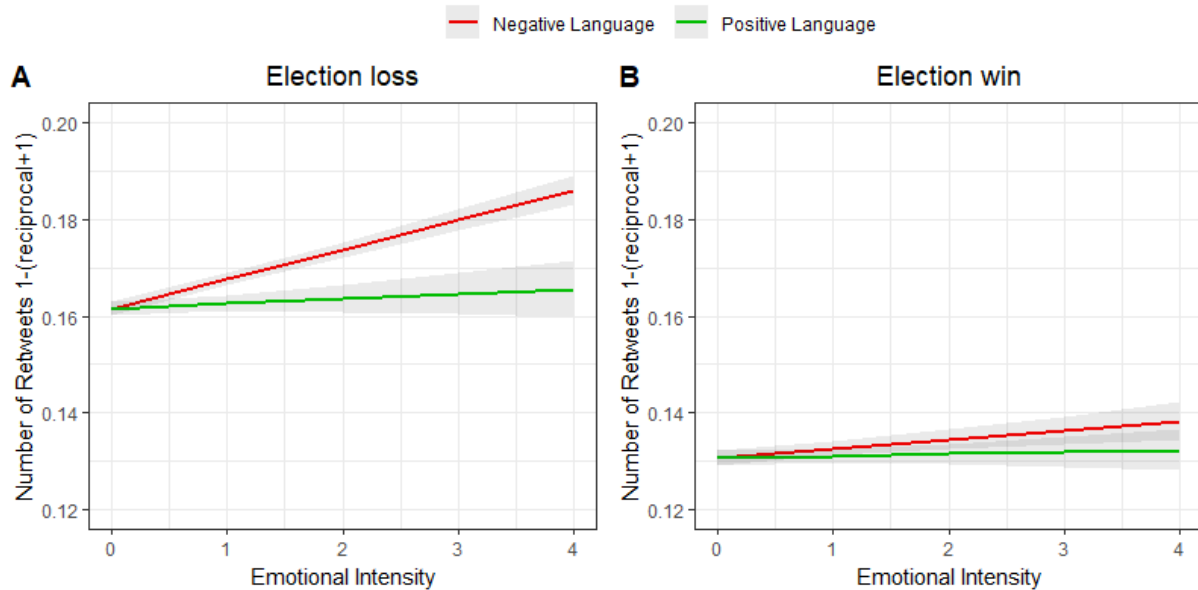 Negative Language Positive Language
A Election loss
Number of Retweets 1-(reciprocal+1)
0.20
0.18
0.16
0.14
0.12
0 1 2 3 4
Emotional Intensity
B Election win
Number of Retweets 1-(reciprocal+1)
0.20
0.18
0.16
0.14
0.12
0 1 2 3 4
Emotional Intensity